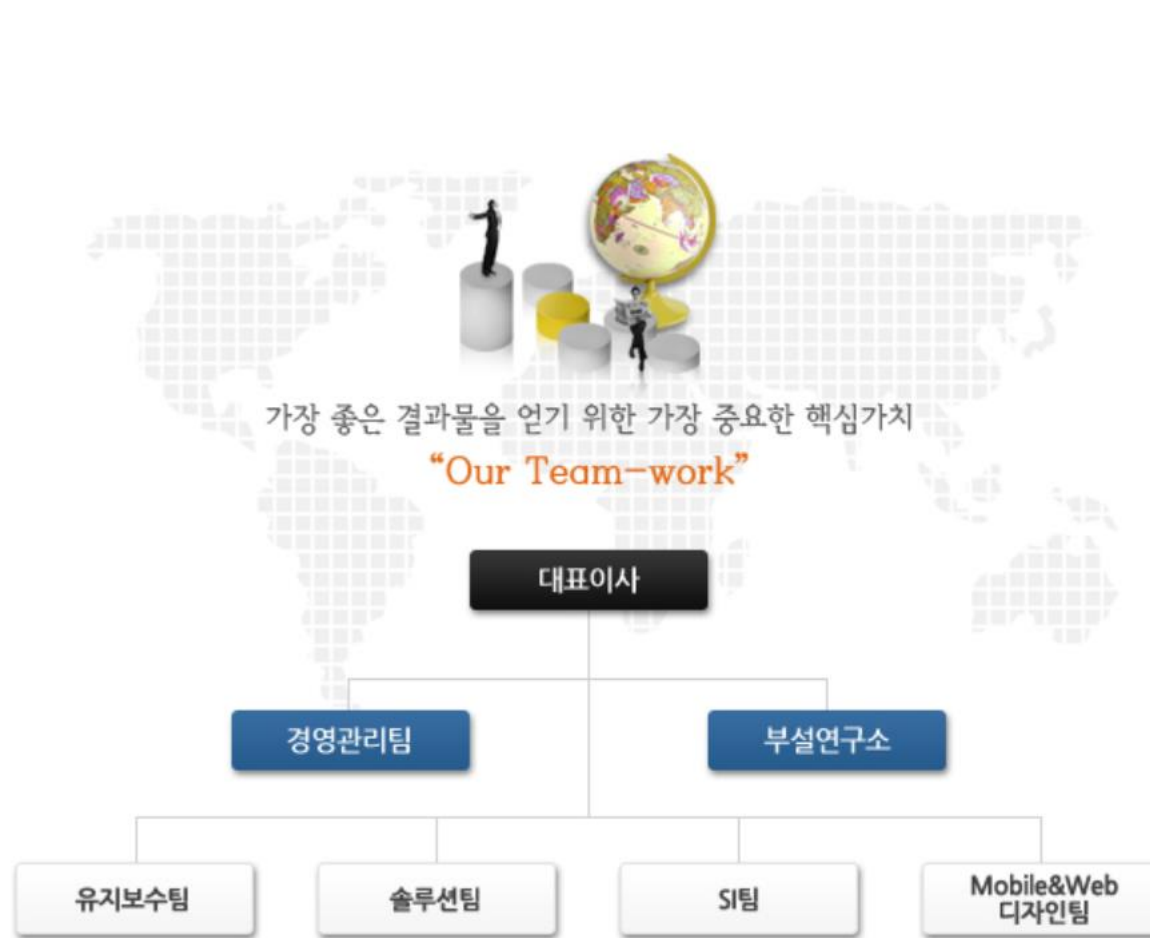 가장 좋은 결과물을 얻기 위한 가장 중요한 핵심가치
“Our Team-work”
대표이사
경영관리팀
부설연구소
유지보수팀
솔루션팀
SI팀
Mobile&Web
디자인팀